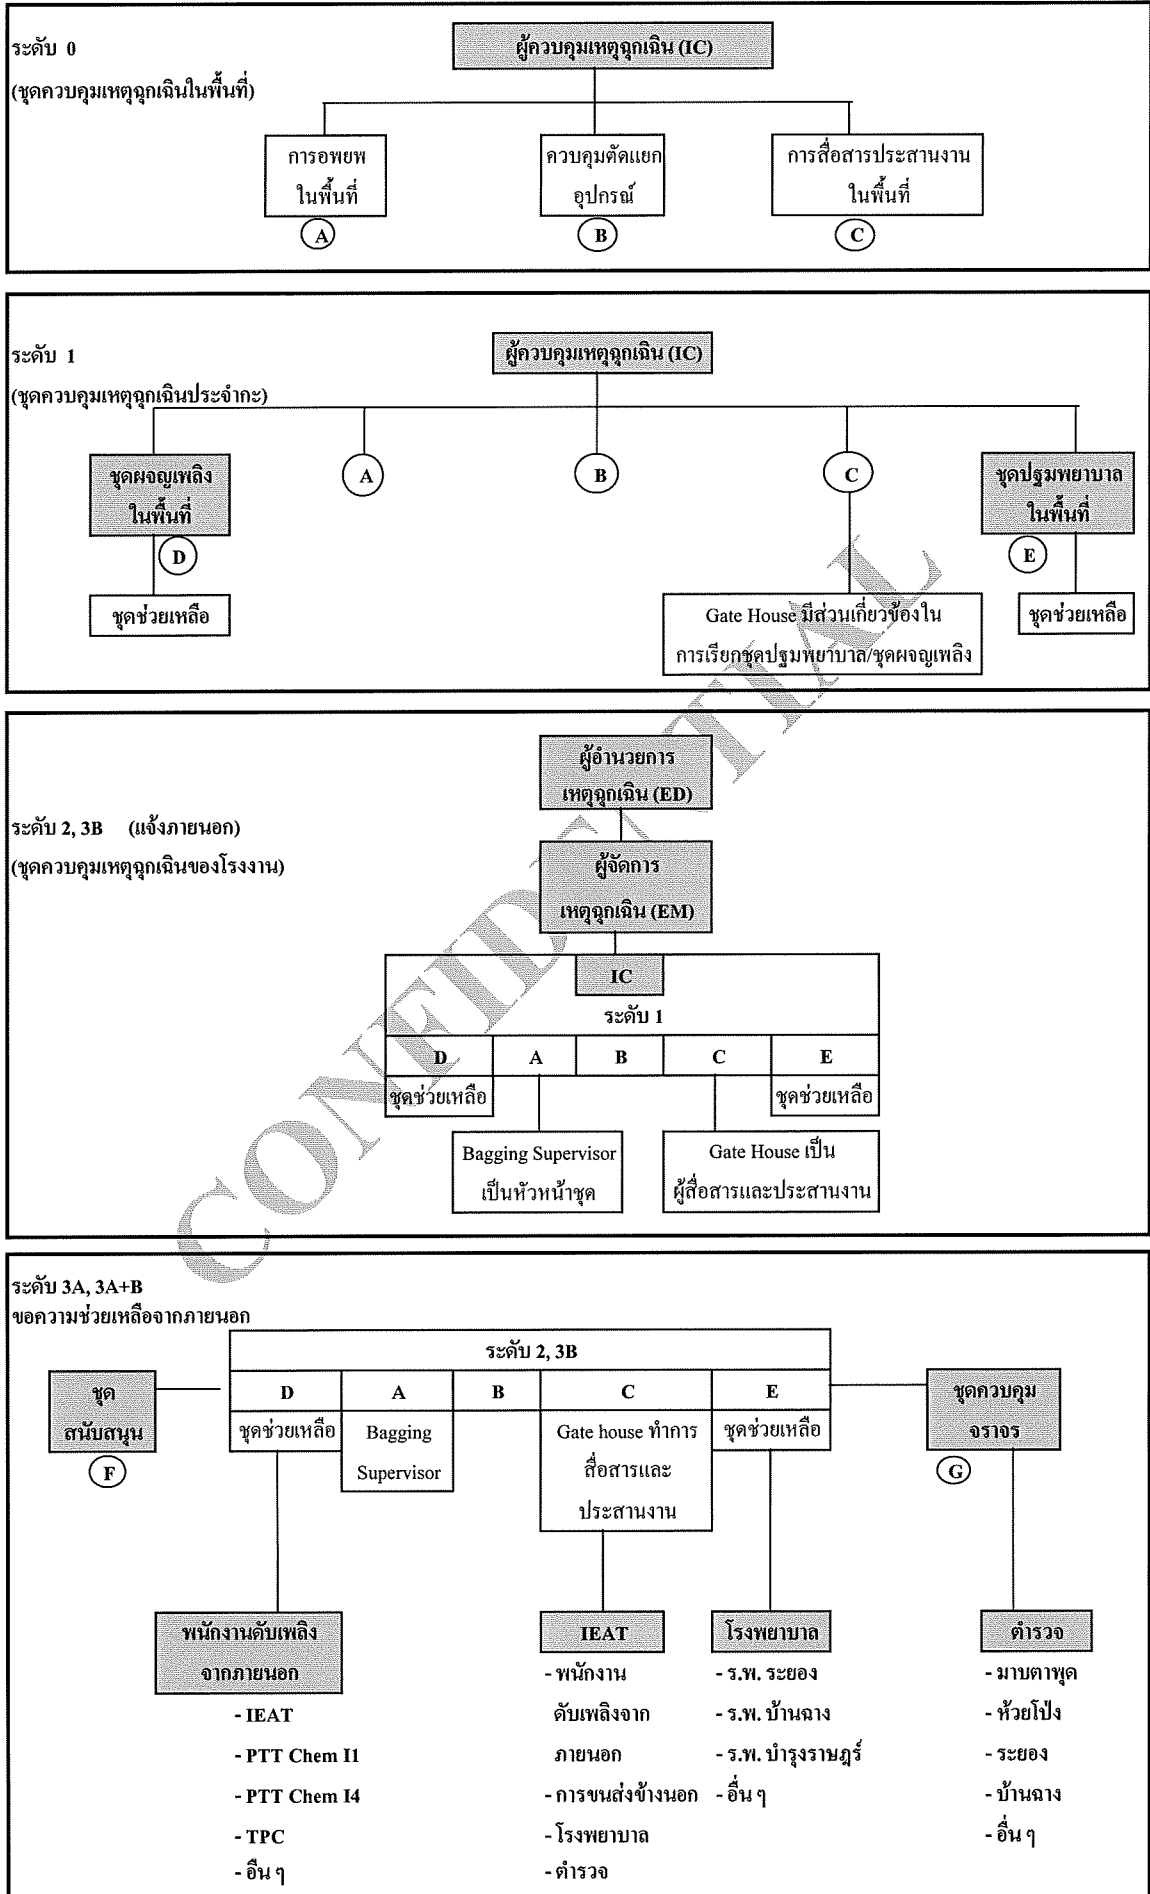 ระดับ 0
ผู้ควบคุมเหตุฉุกเฉิน (IC)
(ชุดควบคุมเหตุฉุกเฉินในพื้นที่)
การอพยพ
ในพื้นที่
A
ควบคุมตัดแยก
อุปกรณ์
B
การสื่อสารประสานงาน
ในพื้นที่
C
ระดับ 1
ผู้ควบคุมเหตุฉุกเฉิน (IC)
(ชุดควบคุมเหตุฉุกเฉินประจำกะ)
ชุดผจญเพลิง
ในพื้นที่
D
ชุดช่วยเหลือ
A
B
C
Gate House มีส่วนเกี่ยวข้องใน
การเรียกชุดปฐมพยาบาล/ชุดผจญเพลิง
ชุดปฐมพยาบาล
ในพื้นที่
E
ชุดช่วยเหลือ
ผู้อำนวยการ
เหตุฉุกเฉิน (ED)
ระดับ 2, 3B (แจ้งภายนอก)
(ชุดควบคุมเหตุฉุกเฉินของโรงงาน)
ผู้จัดการ
เหตุฉุกเฉิน (EM)
IC
ระดับ 1
D A B C E
ชุดช่วยเหลือ ชุดช่วยเหลือ
Bagging Supervisor
เป็นหัวหน้าชุด
Gate House เป็น
ผู้สื่อสารและประสานงาน
CONFIDENTIAL
ระดับ 3A, 3A+B
ขอความช่วยเหลือจากภายนอก
ระดับ 2, 3B
ชุด
สนับสนุน
F
D A B C E
ชุดช่วยเหลือ
Bagging
Supervisor
Gate house ทำการ
สื่อสารและ
ประสานงาน
ชุดช่วยเหลือ
ชุดควบคุม
จราจร
G
พนักงานดับเพลิง
จากภายนอก
- IEAT
- PTT Chem I1
- PTT Chem I4
- TPC
- อื่น ๆ
IEAT
- พนักงาน
ดับเพลิงจาก
ภายนอก
- การขนส่งข้างนอก
- โรงพยาบาล
- ตำรวจ
โรงพยาบาล
- ร.พ. ระยอง
- ร.พ. บ้านฉาง
- ร.พ. บำรุงราษฎร์
- อื่น ๆ
ตำรวจ
- มาบตาพุด
- ห้วยโป่ง
- ระยอง
- บ้านฉาง
- อื่น ๆ